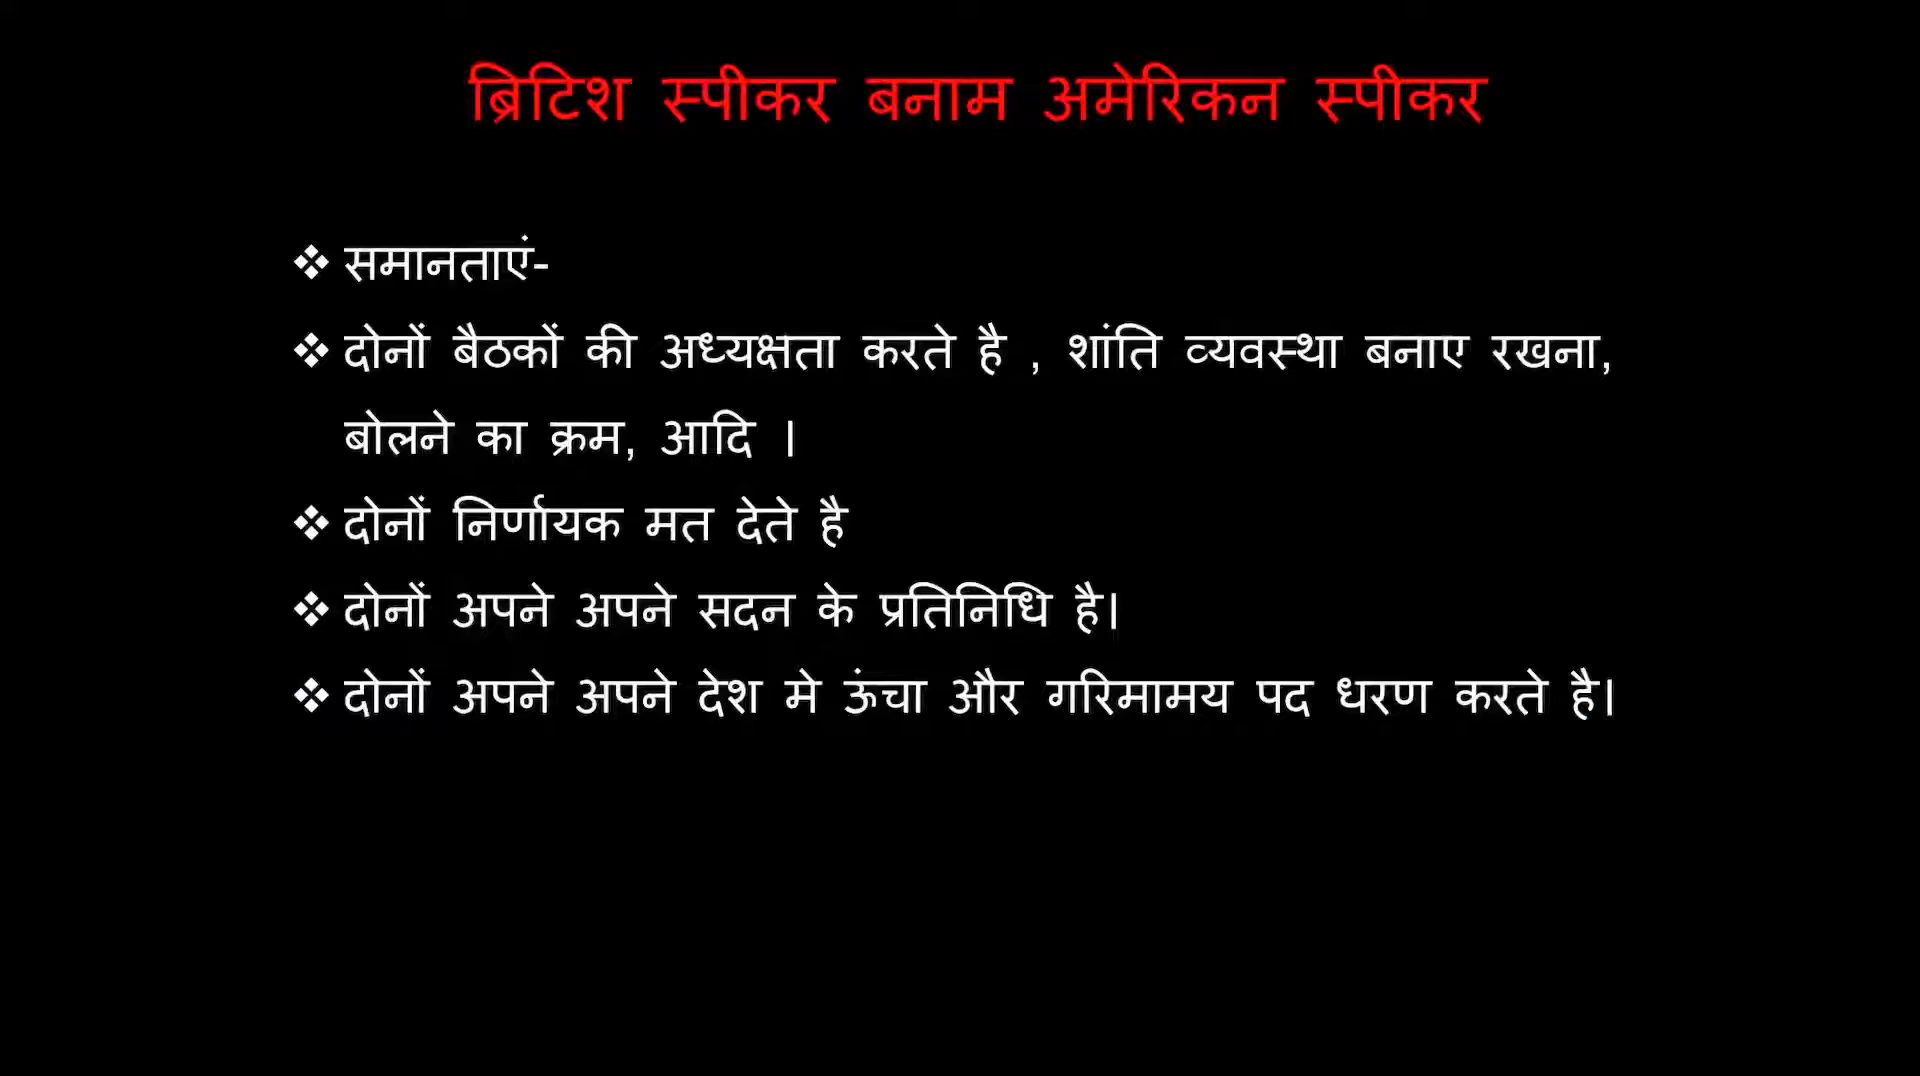 ब्रिटिश स्पीकर बनाम अमेरिकन स्पीकर
❖ समानताएं-
❖ दोनों बैठकों की अध्यक्षता करते है , शांति व्यवस्था बनाए रखना,
बोलने का क्रम, आदि ।
❖ दोनों निर्णायक मत देते है
❖ दोनों अपने अपने सदन के प्रतिनिधि है।
❖ दोनों अपने अपने देश मे ऊंचा और गरिमामय पद धरण करते है।